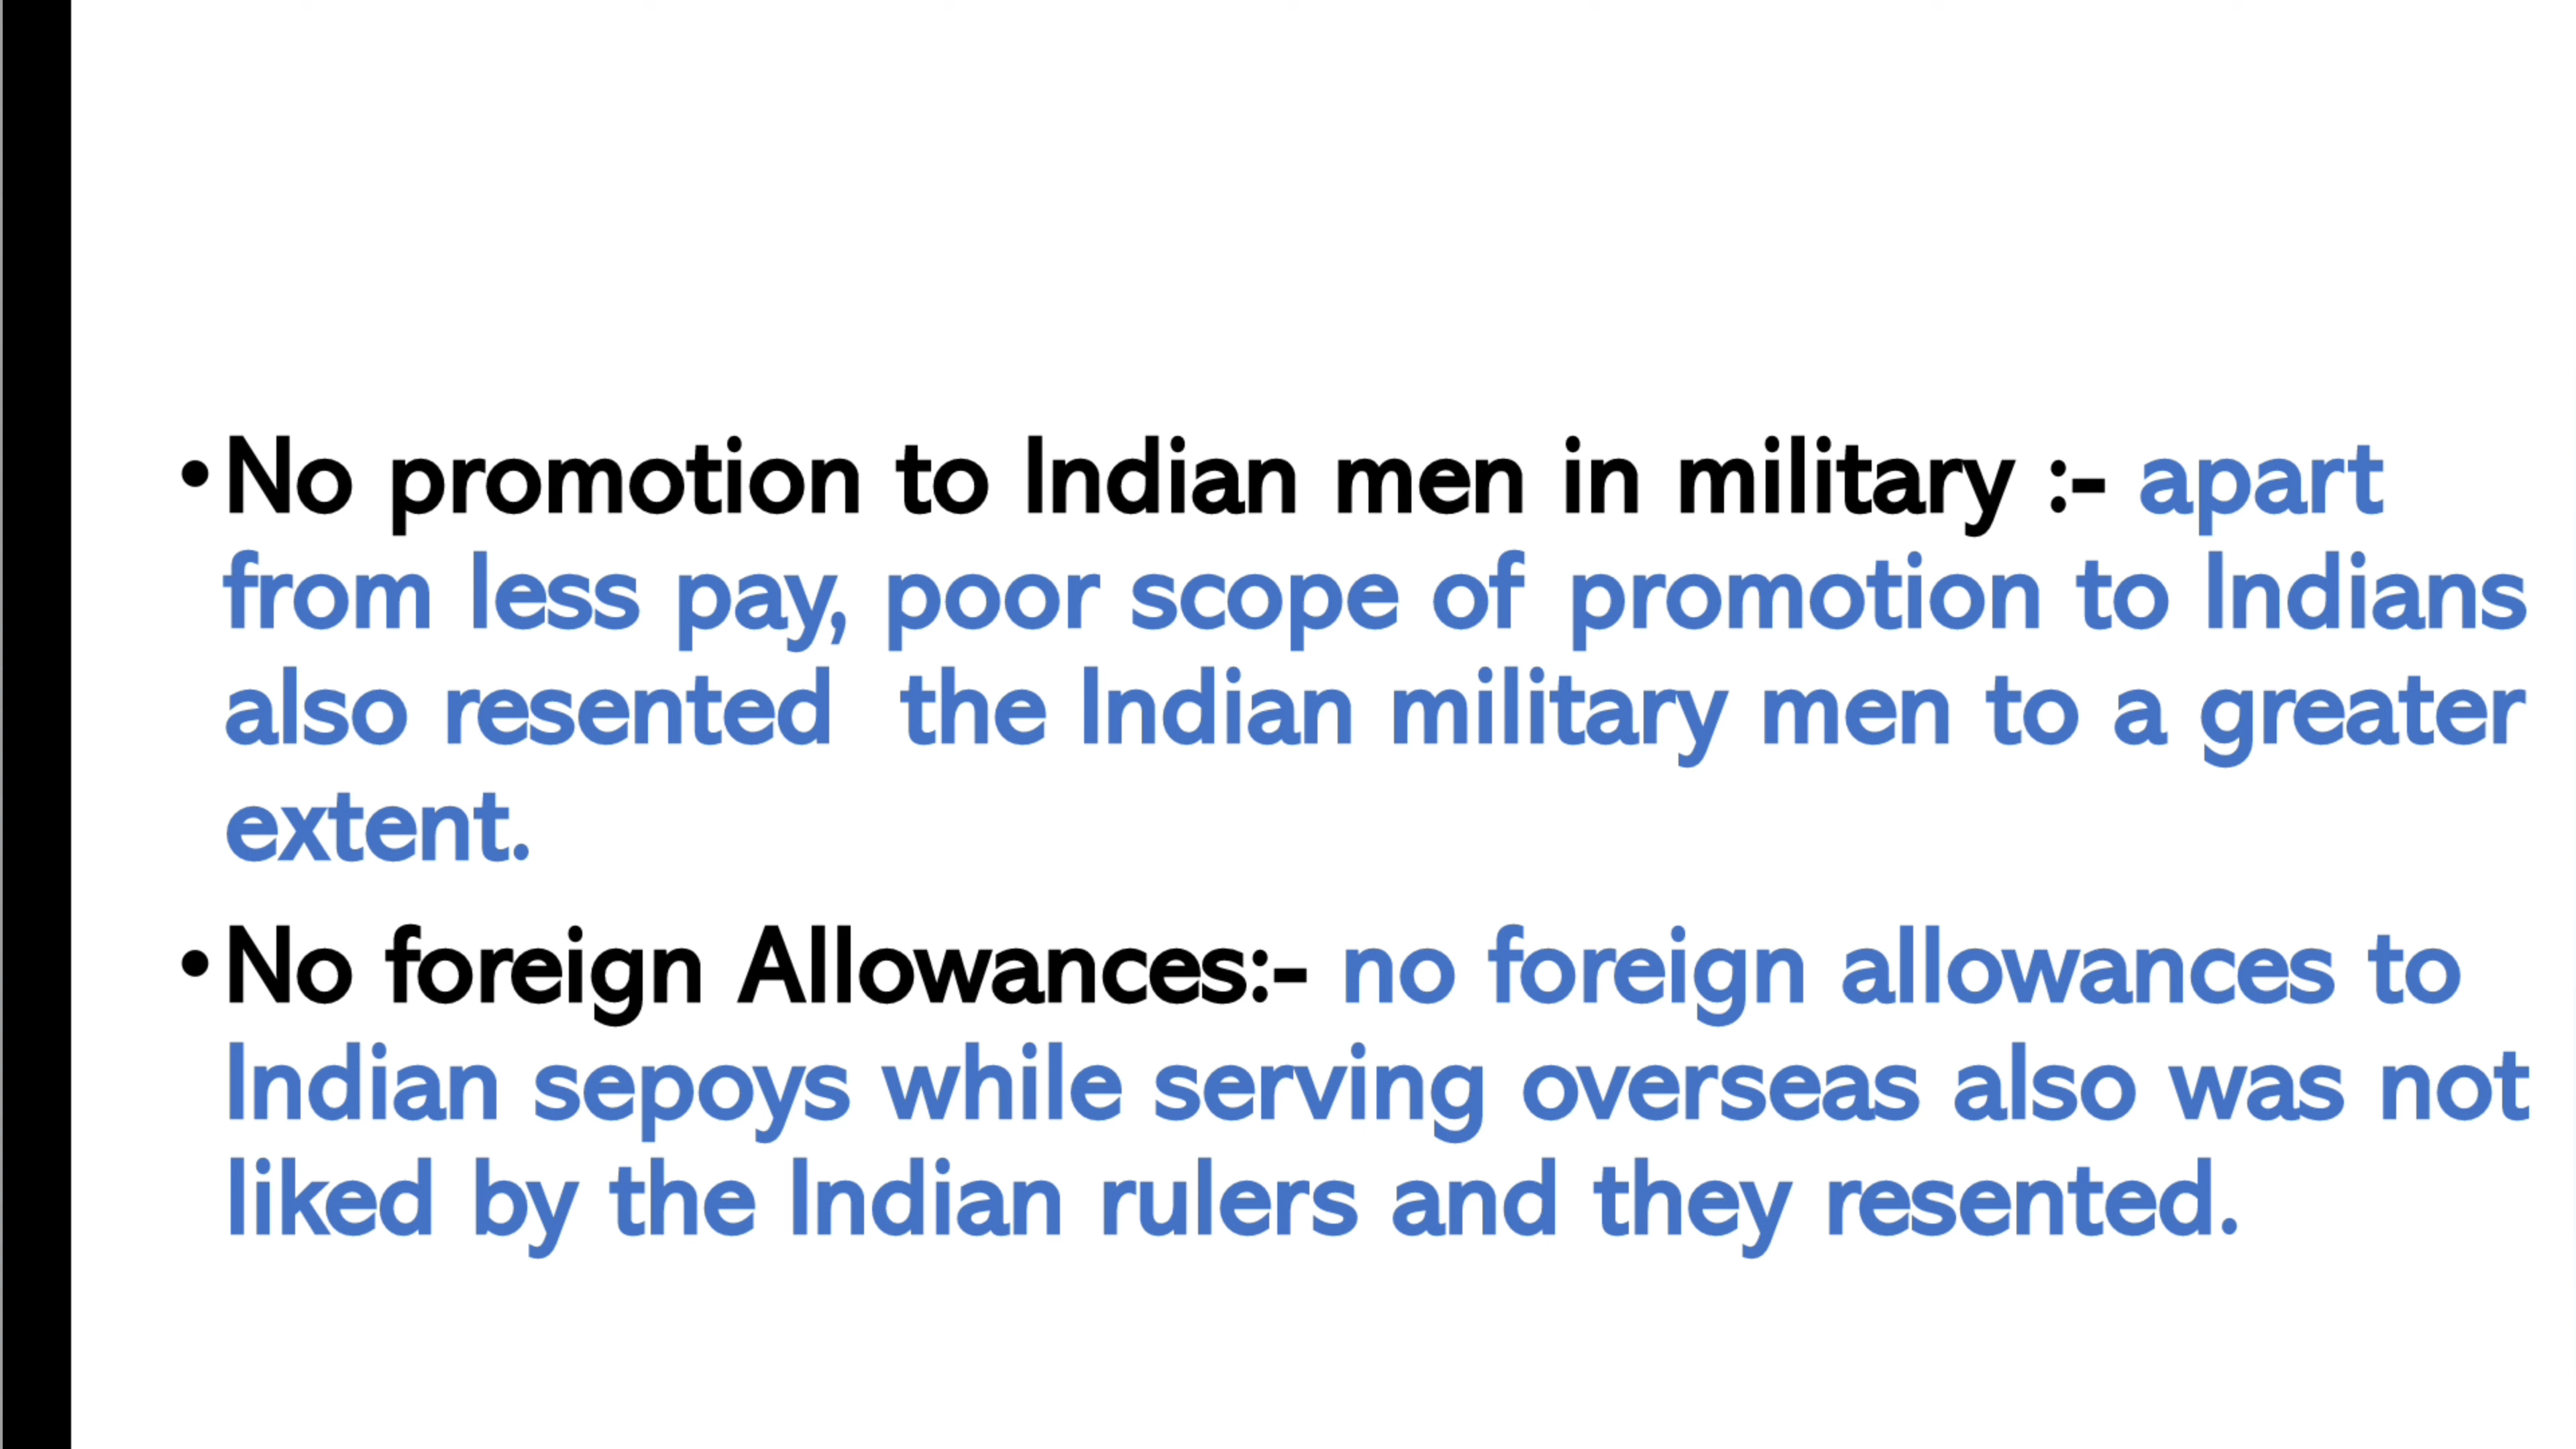 •No promotion to Indian men in military :- apart
from less pay, poor scope of promotion to Indians
also resented  the Indian military men to a greater
extent.
•No foreign Allowances:- no foreign allowances to
Indian sepoys while serving overseas also was not
liked by the Indian rulers and they resented.